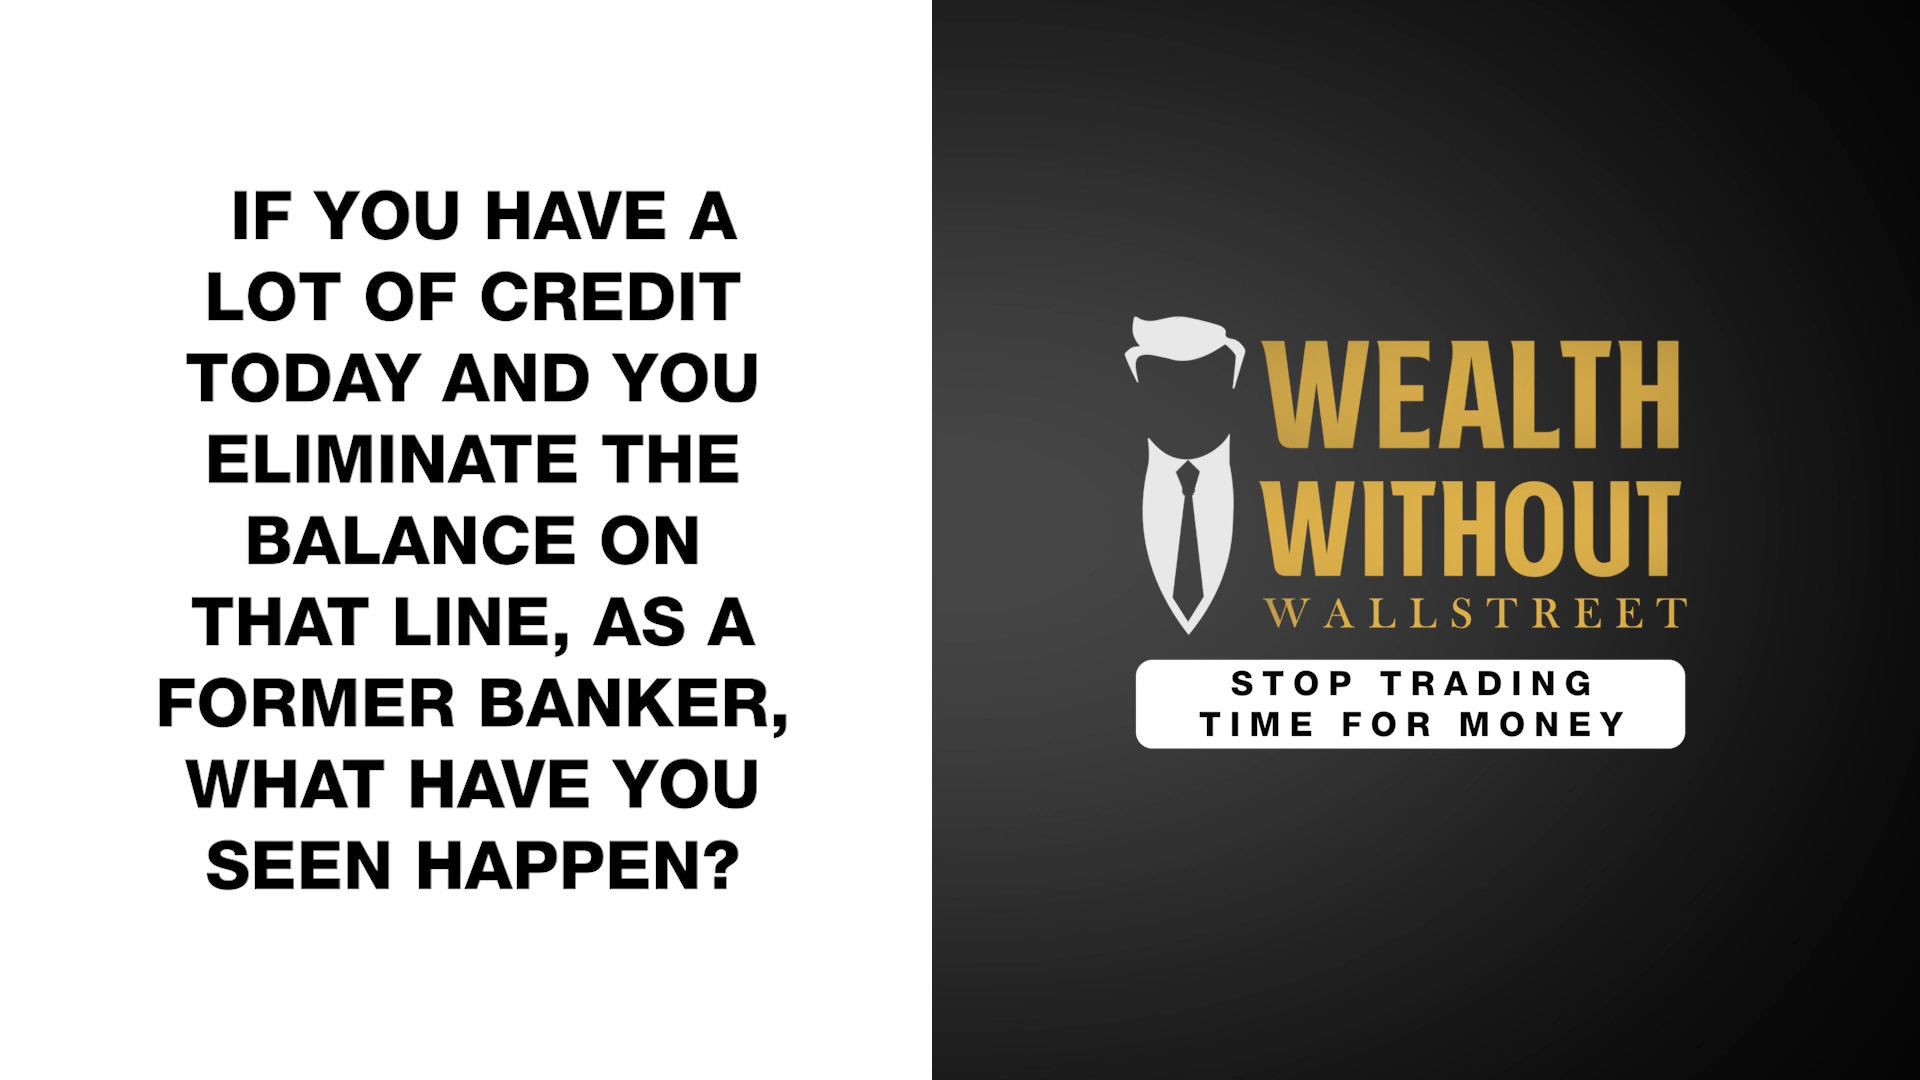 IF YOU HAVE A
LOT OF CREDIT
TODAY AND YOU
ELIMINATE THE
BALANCE ON
THAT LINE, AS A
FORMER BANKER,
WHAT HAVE YOU
SEEN HAPPEN?
WEALTH
WITHOUT
WALLSTREET
STOP TRADING
TIME FOR MONEY